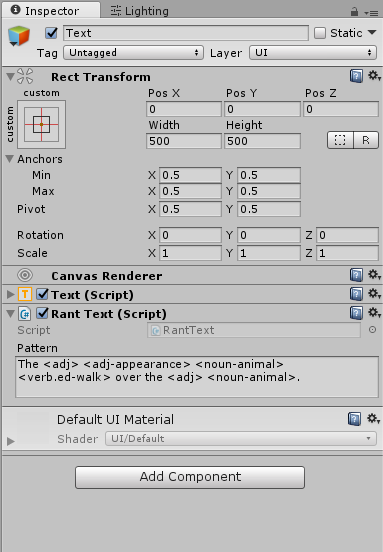 Inspector Lighting
Text Static
Tag Untagged Layer UI
Rect Transform
custom Pos X Pos Y Pos Z
custom
0 0 0
Width Height
500 500 R
Anchors
Min X 0.5 Y 0.5
Max X 0.5 Y 0.5
Pivot X 0.5 Y 0.5
Rotation X 0 Y 0 Z 0
Scale X 1 Y 1 Z 1
Canvas Renderer
T Text (Script)
C# Rant Text (Script)
Script RantText
Pattern
The <adj> <adj-appearance> <noun-animal>
<verb.ed-walk> over the <adj> <noun-animal>.
Default UI Material
Shader UI/Default
Add Component